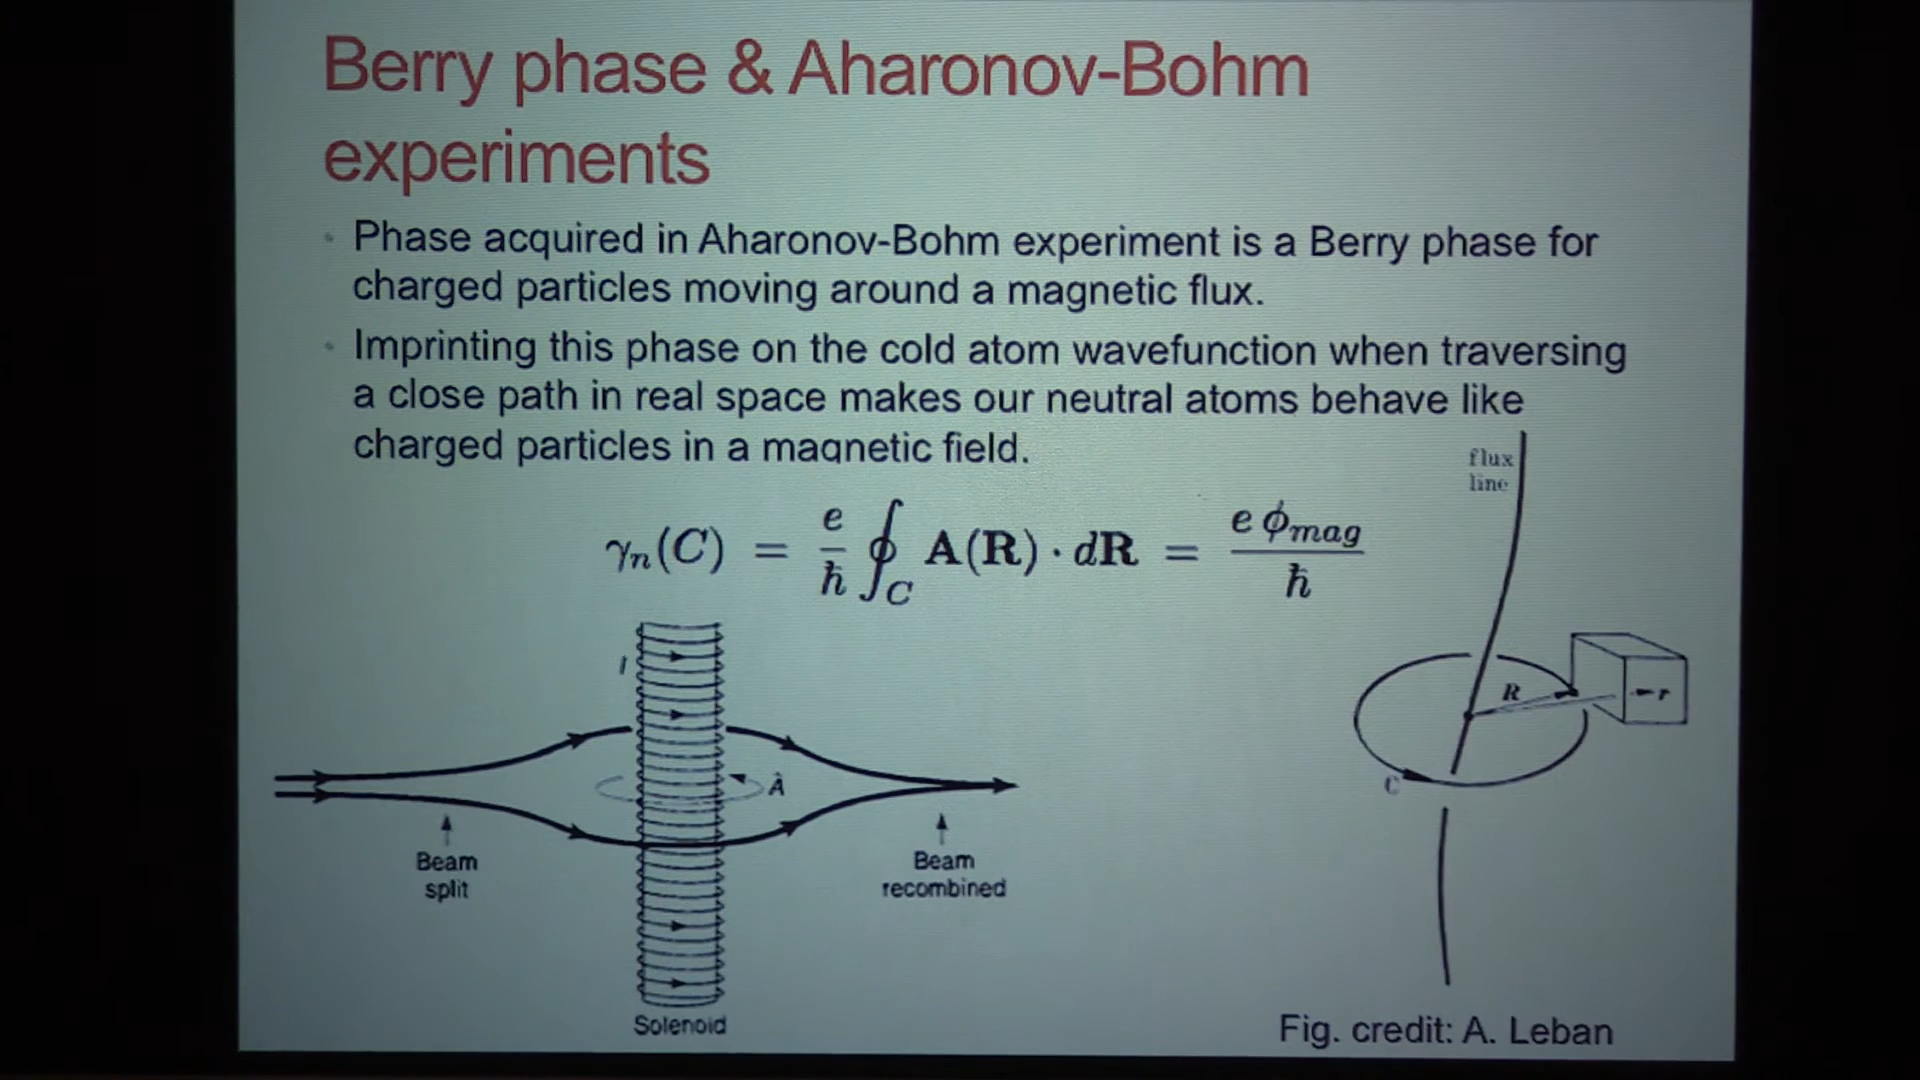 Berry phase & Aharonov-Bohm
experiments
• Phase acquired in Aharonov-Bohm experiment is a Berry phase for
charged particles moving around a magnetic flux.
• Imprinting this phase on the cold atom wavefunction when traversing
a close path in real space makes our neutral atoms behave like
charged particles in a magnetic field.
γn(C) = e/ħ ∮C A(R) · dR = e ϕmag/ħ
flux
line
R
r
C
I
Â
Beam
split
Beam
recombined
Solenoid
Fig. credit: A. Leban